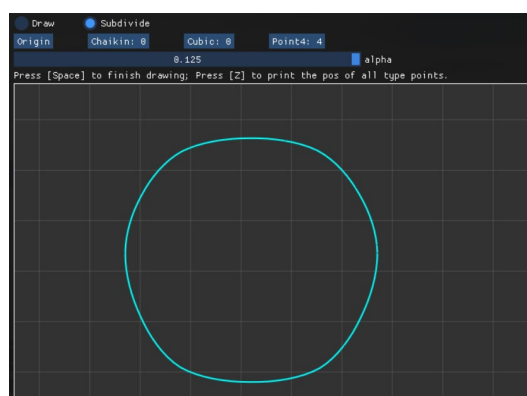 Draw Subdivide
Origin Chaikin: 0 Cubic: 0 Point4: 4
0.125 alpha
Press [Space] to finish drawing; Press [Z] to print the pos of all type points.